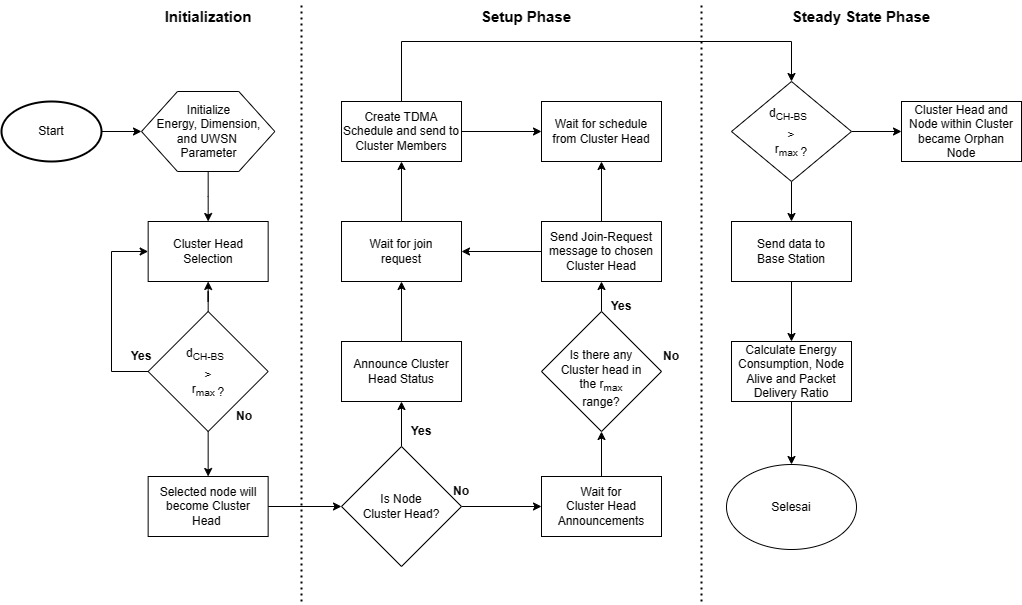 Initialization
Setup Phase
Steady State Phase
Start
Initialize
Energy, Dimension,
and UWSN
Parameter
Cluster Head
Selection
Yes
dCH-BS
>
rmax ?
No
Selected node will
become Cluster
Head
Create TDMA
Schedule and send to
Cluster Members
Wait for schedule
from Cluster Head
Wait for join
request
Send Join-Request
message to chosen
Cluster Head
Yes
Announce Cluster
Head Status
Is there any
Cluster head in
the rmax
range?
No
Yes
Is Node
Cluster Head?
No
Wait for
Cluster Head
Announcements
dCH-BS
>
rmax ?
Cluster Head and
Node within Cluster
became Orphan
Node
Send data to
Base Station
Calculate Energy
Consumption, Node
Alive and Packet
Delivery Ratio
Selesai